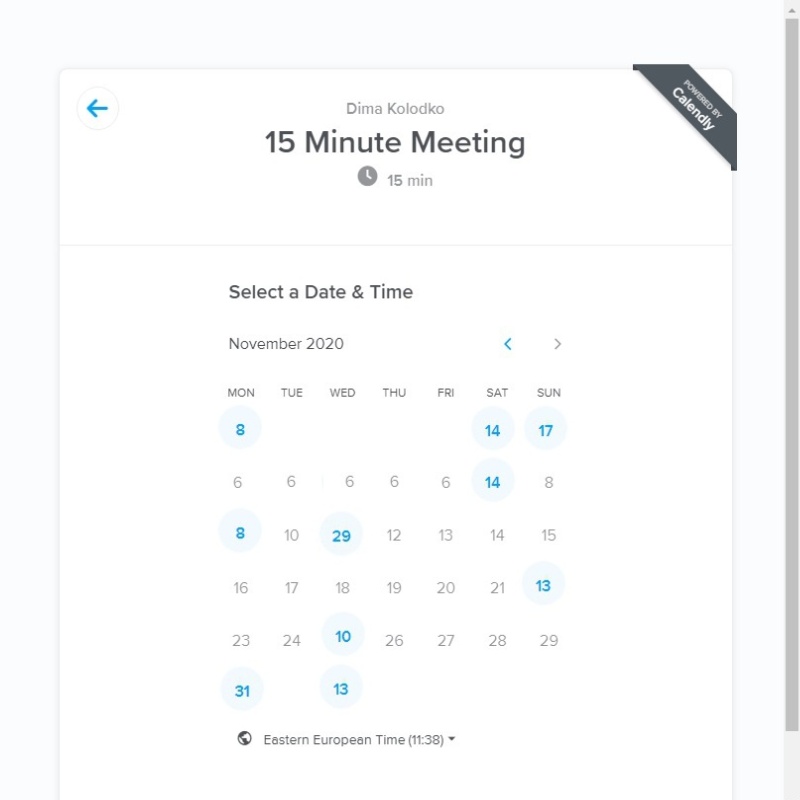 POWERED BY
Calendly
Dima Kolodko
15 Minute Meeting
15 min
Select a Date & Time
November 2020
MON TUE WED THU FRI SAT SUN
8 14 17
6 6 6 6 6 14 8
8 10 29 12 13 14 15
16 17 18 19 20 21 13
23 24 10 26 27 28 29
31 13
Eastern European Time (11:38)